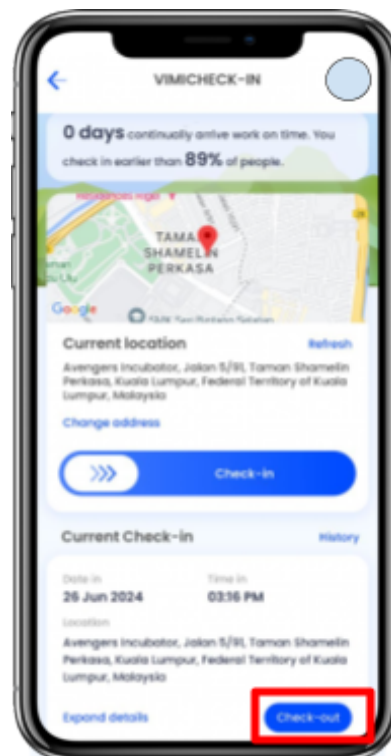 VIMICHECK-IN
0 days continually arrive work on time. You
check in earlier than 89% of people.
TAMAN
SHAMELIN
PERKASA
Google
Current location Refresh
Avengers Incubator, Jalan 5/91, Taman Shamelin
Perkasa, Kuala Lumpur, Federal Territory of Kuala
Lumpur, Malaysia
Change address
Check-in
Current Check-in History
Date in Time in
26 Jun 2024 03:16 PM
Location
Avengers Incubator, Jalan 5/91, Taman Shamelin
Perkasa, Kuala Lumpur, Federal Territory of Kuala
Lumpur, Malaysia
Expand details Check-out